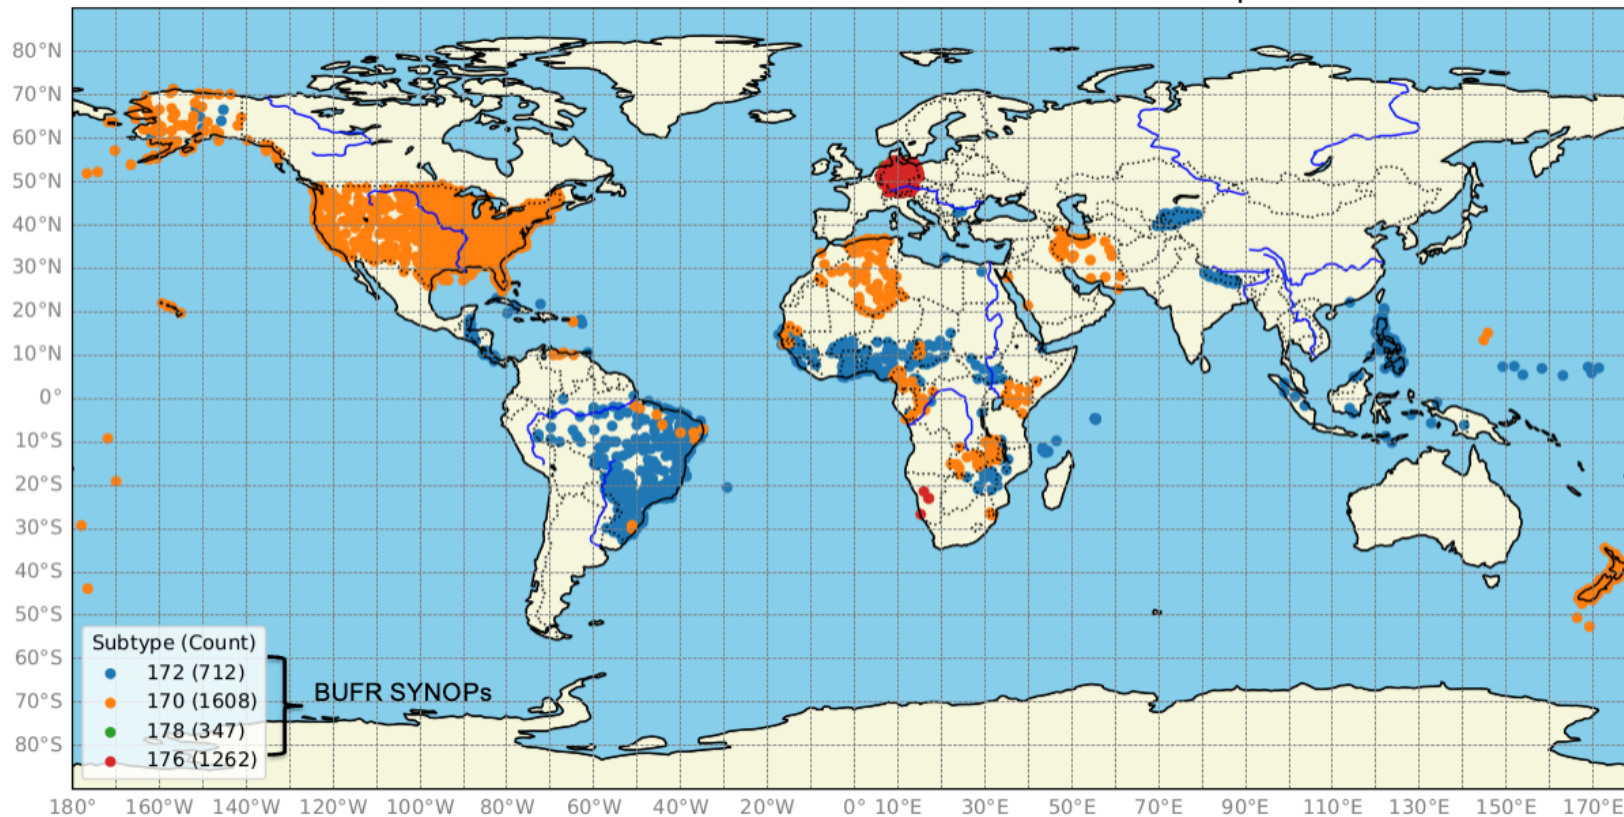 80°N
70°N
60°N
50°N
40°N
30°N
20°N
10°N
0°
10°S
20°S
30°S
40°S
50°S
60°S
70°S
80°S
Subtype (Count)
172 (712)
170 (1608)
178 (347)
176 (1262)
BUFR SYNOPs
180° 160°W 140°W 120°W 100°W 80°W 60°W 40°W 20°W 0° 10°E 30°E 50°E 70°E 90°E 110°E 130°E 150°E 170°E